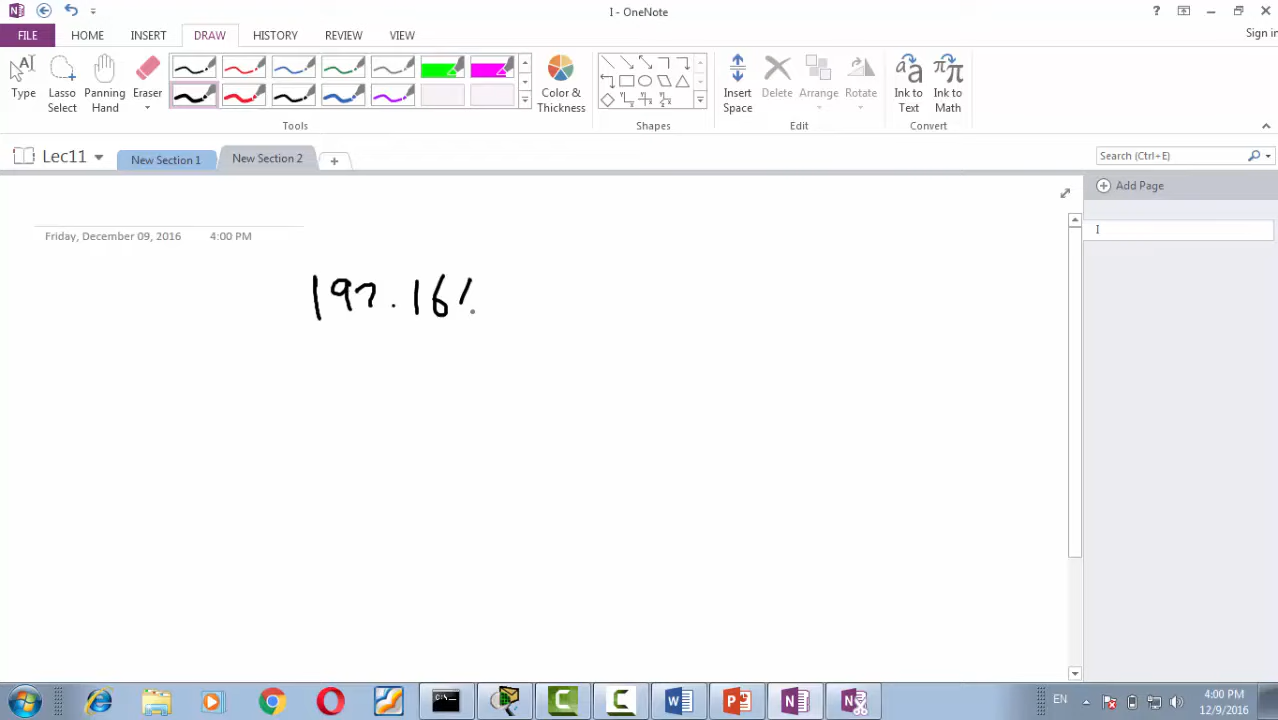 I - OneNote
? 
Sign in
FILE HOME INSERT DRAW HISTORY REVIEW VIEW
Type
Lasso Select
Panning Hand
Eraser
Color & Thickness
Insert Space
Delete
Arrange
Rotate
Ink to Text
Ink to Math
Tools
Shapes
Edit
Convert
Lec11
New Section 1
New Section 2
Search (Ctrl+E)
Add Page
I
Friday, December 09, 2016 4:00 PM
197.16
EN
4:00 PM
12/9/2016